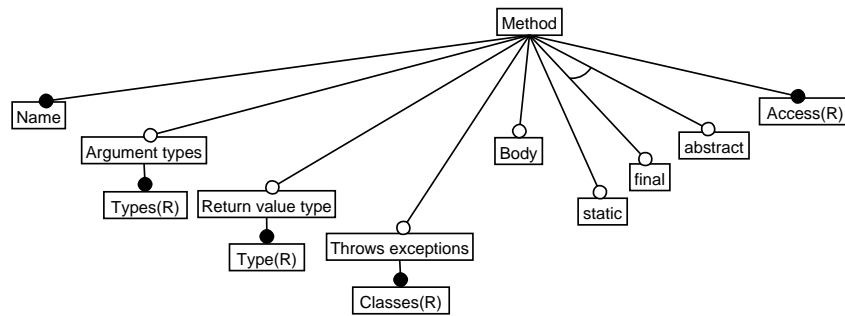 Method
Name
Access(R)
Argument types
Body
abstract
final
Types(R)
Return value type
static
Throws exceptions
Type(R)
Classes(R)